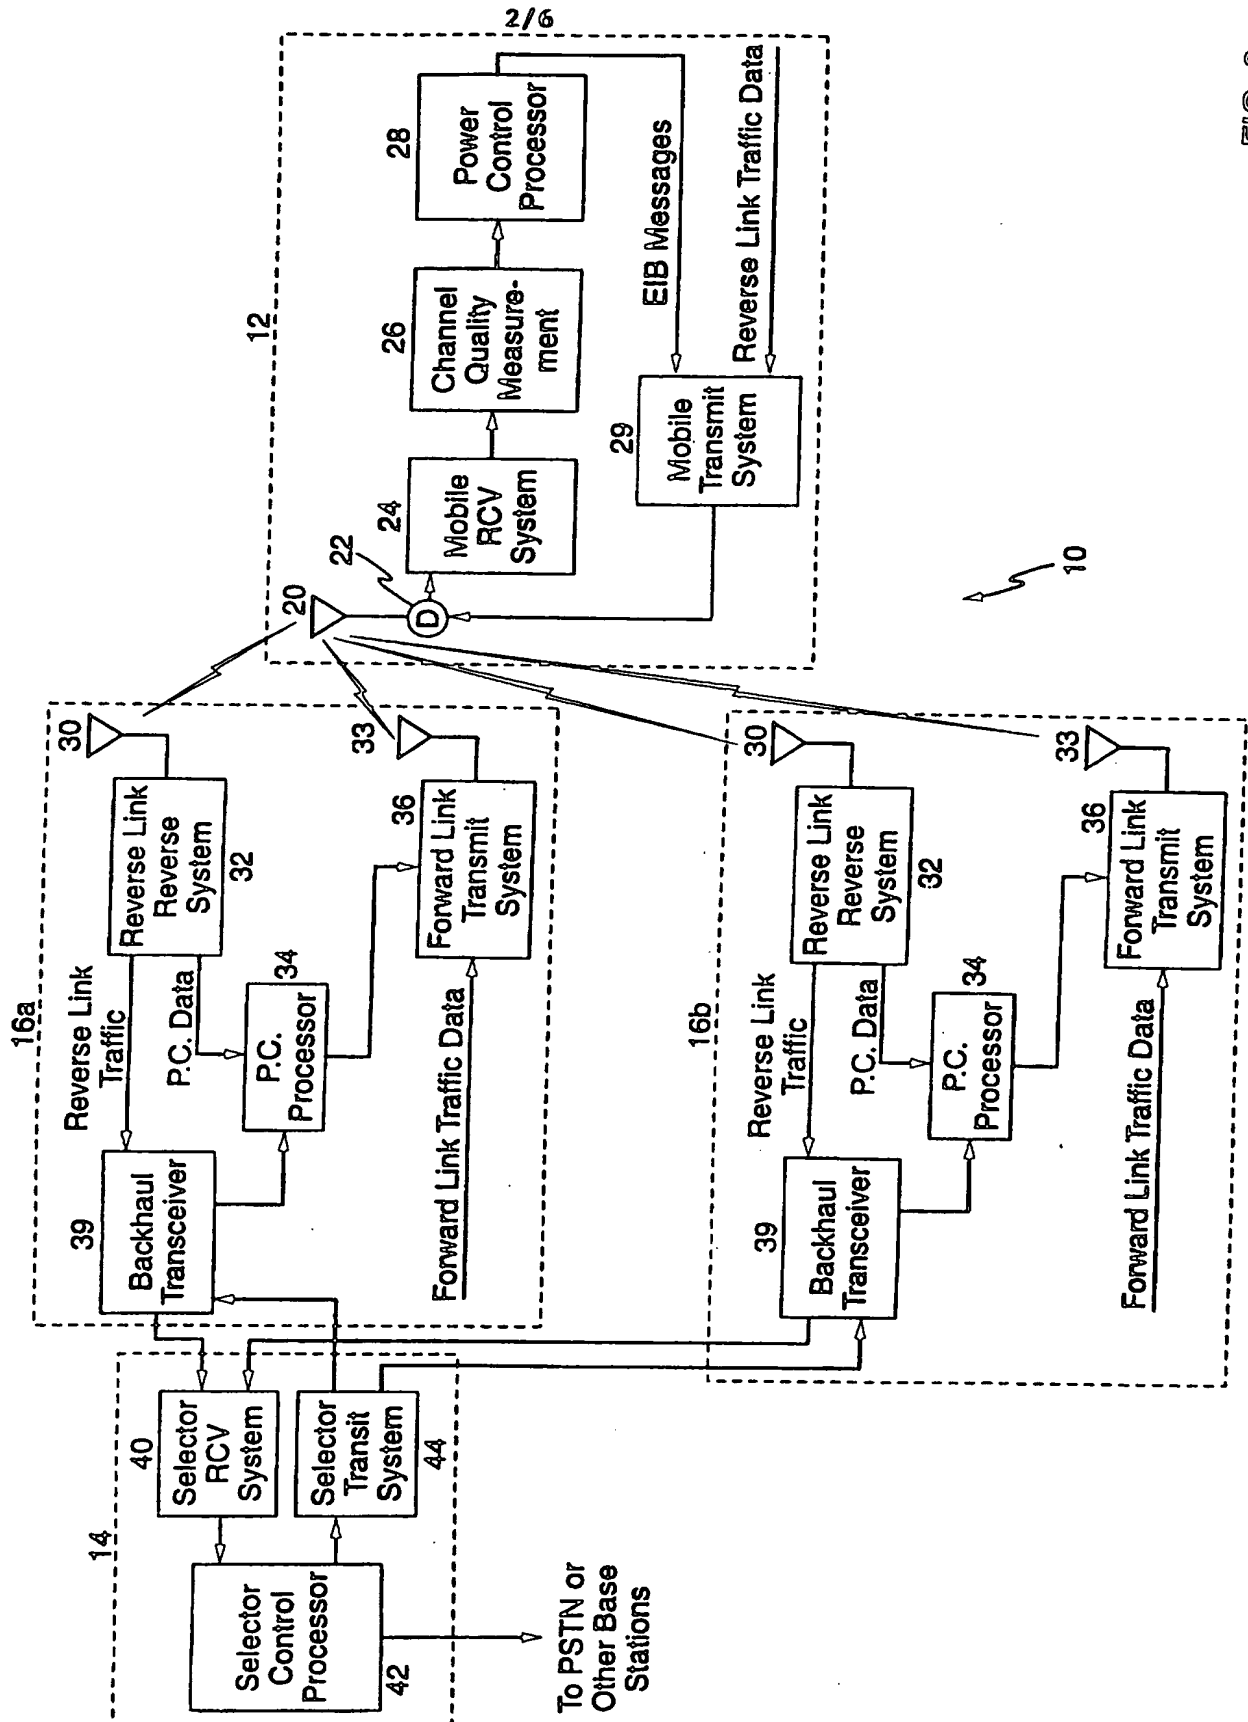 2/6
12
20
22
D
24
Mobile
RCV
System
26
Channel
Quality
Measure-
ment
28
Power
Control
Processor
EIB Messages
Reverse Link Traffic Data
29
Mobile
Transmit
System
10
16a
30
Reverse Link
Reverse
System
32
Reverse Link
Traffic
P.C. Data
34
P.C.
Processor
33
36
Forward Link
Transmit
System
Forward Link Traffic Data
39
Backhaul
Transceiver
16b
30
Reverse Link
Reverse
System
32
Reverse Link
Traffic
P.C. Data
34
P.C.
Processor
33
36
Forward Link
Transmit
System
Forward Link Traffic Data
39
Backhaul
Transceiver
14
40
Selector
RCV
System
Selector
Transit
System
44
Selector
Control
Processor
42
To PSTN or
Other Base
Stations